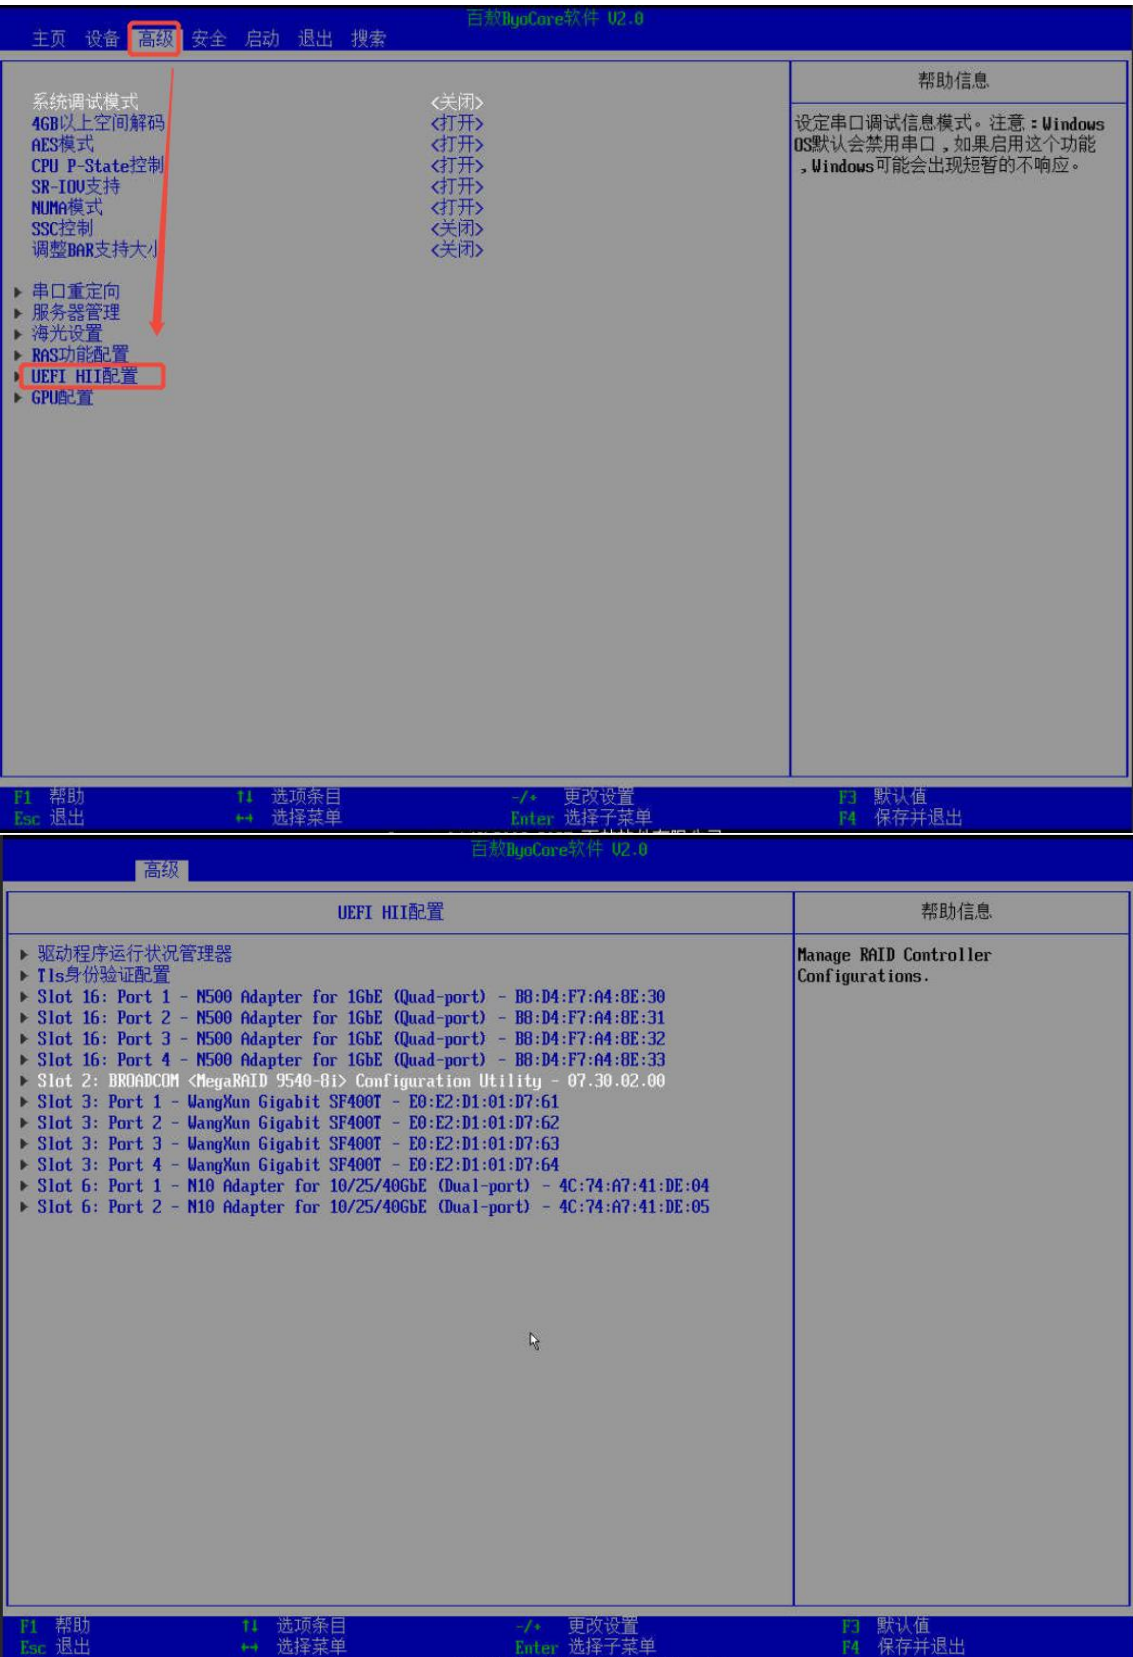 百敖ByoCore软件 V2.0
主页 设备 高级 安全 启动 退出 搜索
帮助信息
系统调试模式 <关闭>
4GB以上空间解码 <打开>
AES模式 <打开>
CPU P-State控制 <打开>
SR-IOV支持 <打开>
NUMA模式 <打开>
SSC控制 <关闭>
调整BAR支持大小 <关闭>
设定串口调试信息模式。注意：Windows
OS默认会禁用串口，如果启用这个功能
，Windows可能会出现短暂的不响应。
串口重定向
服务器管理
海光设置
RAS功能配置
UEFI HII配置
GPU配置
F1 帮助 ↑↓ 选项条目 -/+ 更改设置 F3 默认值
Esc 退出 ←→ 选择菜单 Enter 选择子菜单 F4 保存并退出
百敖ByoCore软件 V2.0
高级
UEFI HII配置
帮助信息
驱动程序运行状况管理器
Tls身份验证配置
Slot 16: Port 1 - N500 Adapter for 1GbE (Quad-port) - B8:D4:F7:A4:8E:30
Slot 16: Port 2 - N500 Adapter for 1GbE (Quad-port) - B8:D4:F7:A4:8E:31
Slot 16: Port 3 - N500 Adapter for 1GbE (Quad-port) - B8:D4:F7:A4:8E:32
Slot 16: Port 4 - N500 Adapter for 1GbE (Quad-port) - B8:D4:F7:A4:8E:33
Slot 2: BROADCOM <MegaRAID 9540-8i> Configuration Utility - 07.30.02.00
Slot 3: Port 1 - WangXun Gigabit SF400T - E0:E2:D1:01:D7:61
Slot 3: Port 2 - WangXun Gigabit SF400T - E0:E2:D1:01:D7:62
Slot 3: Port 3 - WangXun Gigabit SF400T - E0:E2:D1:01:D7:63
Slot 3: Port 4 - WangXun Gigabit SF400T - E0:E2:D1:01:D7:64
Slot 6: Port 1 - N10 Adapter for 10/25/40GbE (Dual-port) - 4C:74:A7:41:DE:04
Slot 6: Port 2 - N10 Adapter for 10/25/40GbE (Dual-port) - 4C:74:A7:41:DE:05
Manage RAID Controller
Configurations.
F1 帮助 ↑↓ 选项条目 -/+ 更改设置 F3 默认值
Esc 退出 ←→ 选择菜单 Enter 选择子菜单 F4 保存并退出